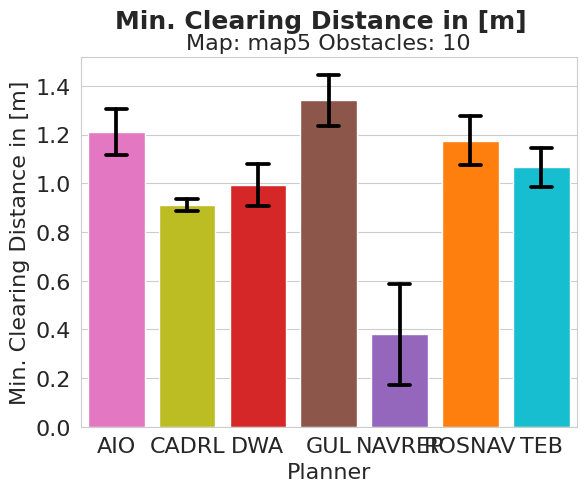 Min. Clearing Distance in [m]
Map: map5 Obstacles: 10
Min. Clearing Distance in [m]
1.4
1.2
1.0
0.8
0.6
0.4
0.2
0.0
AIO CADRL DWA GUL NAVREP ROSNAV TEB
Planner